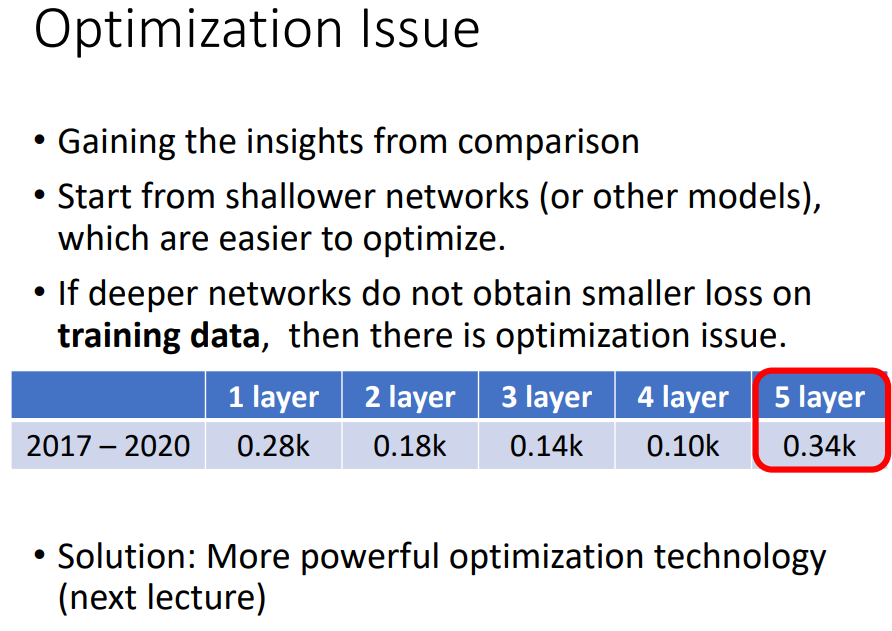 Optimization Issue
• Gaining the insights from comparison
• Start from shallower networks (or other models),
which are easier to optimize.
• If deeper networks do not obtain smaller loss on
training data, then there is optimization issue.
1 layer 2 layer 3 layer 4 layer 5 layer
2017 – 2020 0.28k 0.18k 0.14k 0.10k 0.34k
• Solution: More powerful optimization technology
(next lecture)